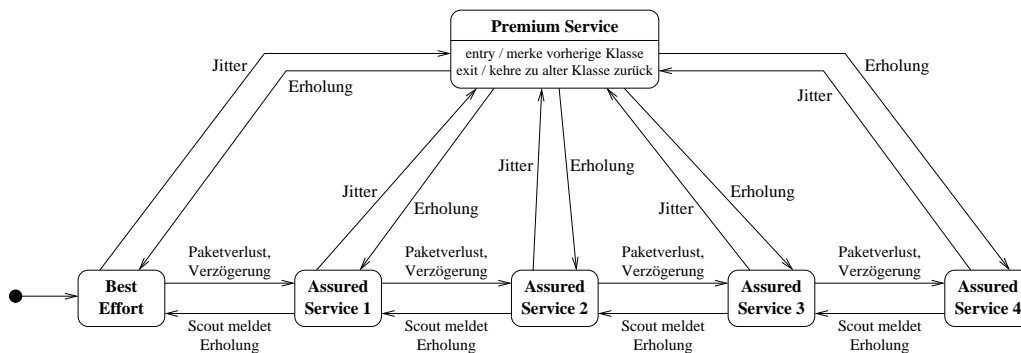 Premium Service
entry / merke vorherige Klasse
exit / kehre zu alter Klasse zurück
Jitter
Erholung
Erholung
Jitter
Jitter
Erholung
Jitter
Erholung
Jitter
Erholung
Paketverlust,
Verzögerung
Paketverlust,
Verzögerung
Paketverlust,
Verzögerung
Paketverlust,
Verzögerung
Best
Effort
Assured
Service 1
Assured
Service 2
Assured
Service 3
Assured
Service 4
Scout meldet
Erholung
Scout meldet
Erholung
Scout meldet
Erholung
Scout meldet
Erholung